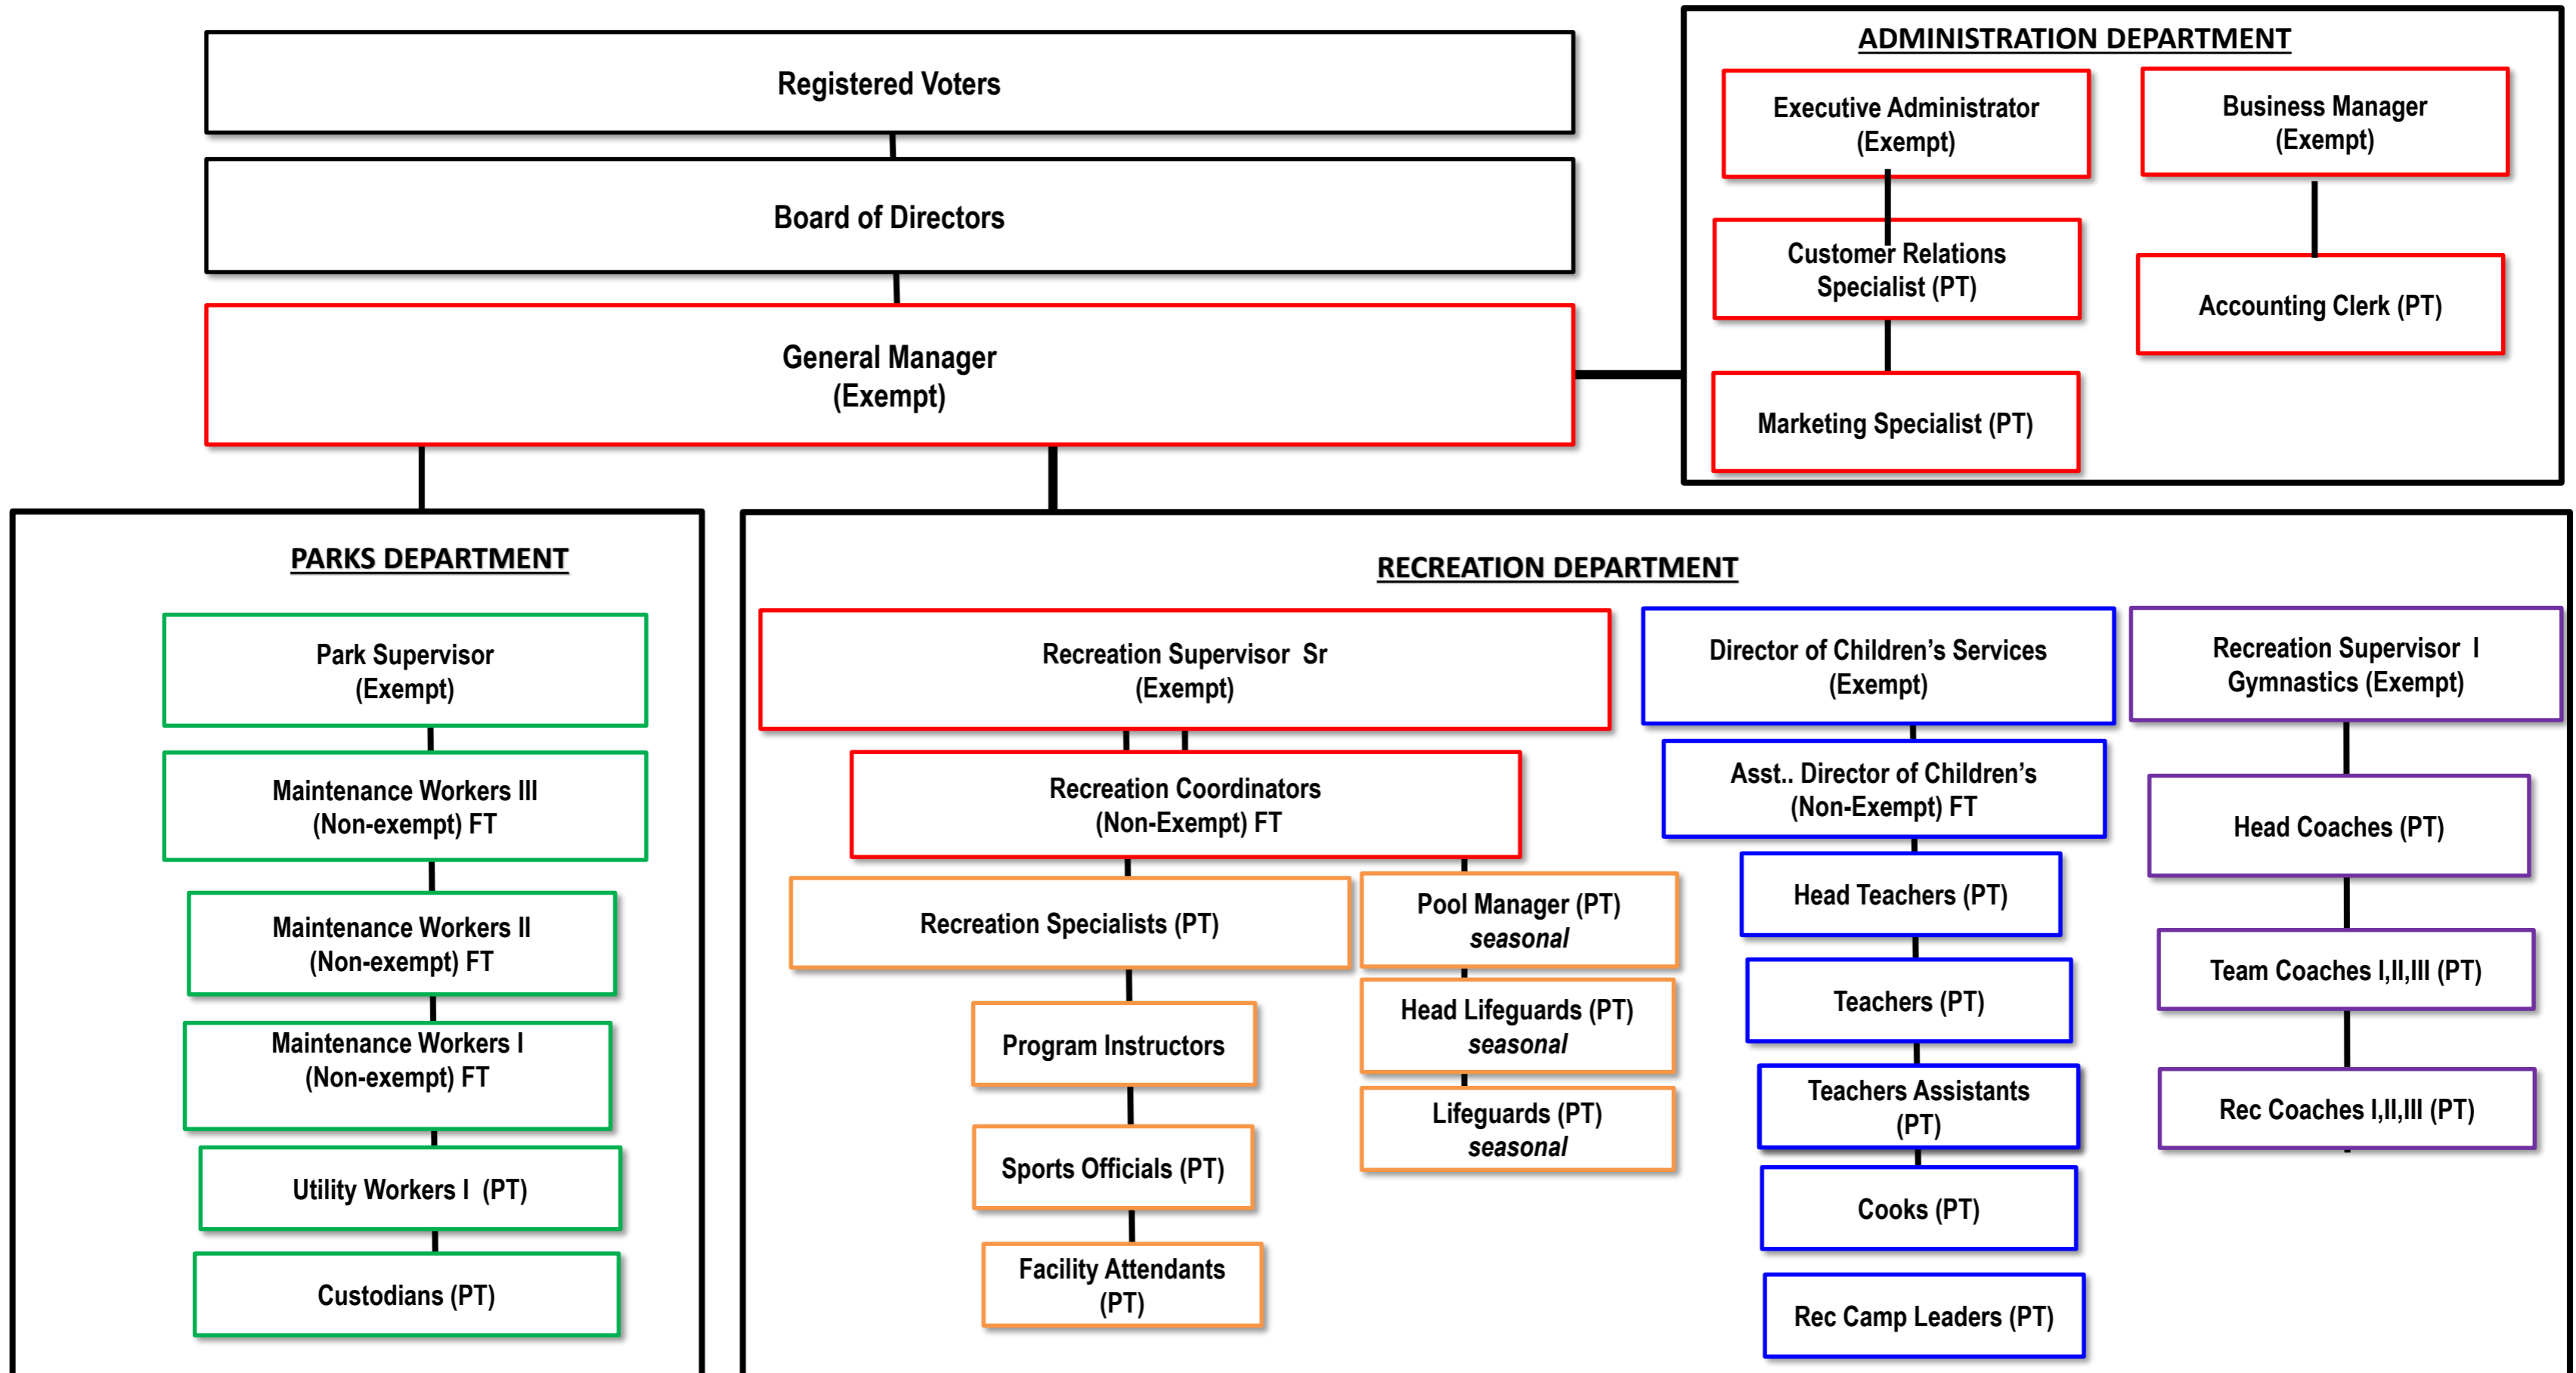 Registered Voters
Board of Directors
General Manager
(Exempt)
ADMINISTRATION DEPARTMENT
Executive Administrator
(Exempt)
Customer Relations
Specialist (PT)
Marketing Specialist (PT)
Business Manager
(Exempt)
Accounting Clerk (PT)
PARKS DEPARTMENT
Park Supervisor
(Exempt)
Maintenance Workers III
(Non-exempt) FT
Maintenance Workers II
(Non-exempt) FT
Maintenance Workers I
(Non-exempt) FT
Utility Workers I (PT)
Custodians (PT)
RECREATION DEPARTMENT
Recreation Supervisor Sr
(Exempt)
Recreation Coordinators
(Non-Exempt) FT
Recreation Specialists (PT)
Program Instructors
Sports Officials (PT)
Facility Attendants
(PT)
Pool Manager (PT)
seasonal
Head Lifeguards (PT)
seasonal
Lifeguards (PT)
seasonal
Director of Children’s Services
(Exempt)
Asst.. Director of Children’s
(Non-Exempt) FT
Head Teachers (PT)
Teachers (PT)
Teachers Assistants
(PT)
Cooks (PT)
Rec Camp Leaders (PT)
Recreation Supervisor I
Gymnastics (Exempt)
Head Coaches (PT)
Team Coaches I,II,III (PT)
Rec Coaches I,II,III (PT)